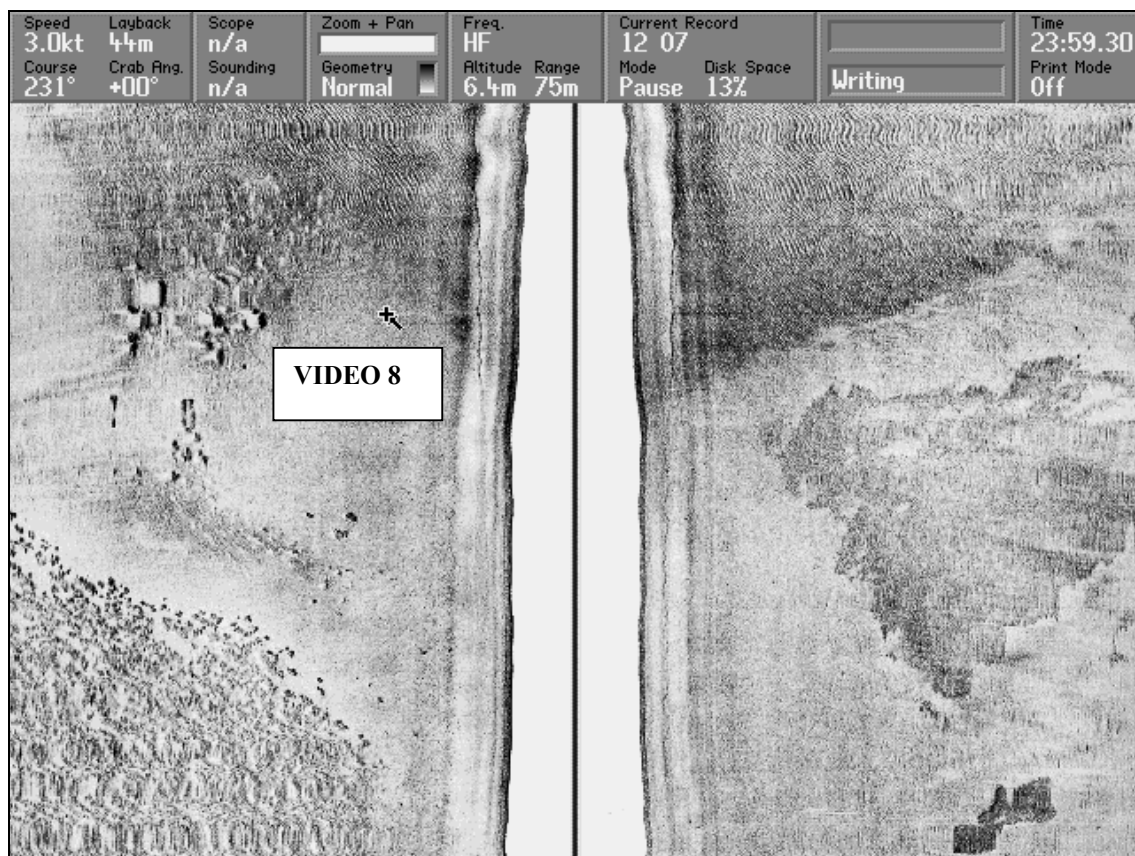 Speed Layback Scope Zoom + Pan Freq. Current Record Time
3.0kt 44m n/a HF 12 07 23:59.30
Course Crab Ang. Sounding Geometry Altitude Range Mode Disk Space Writing Print Mode
231° +00° n/a Normal 6.4m 75m Pause 13% Off
VIDEO 8